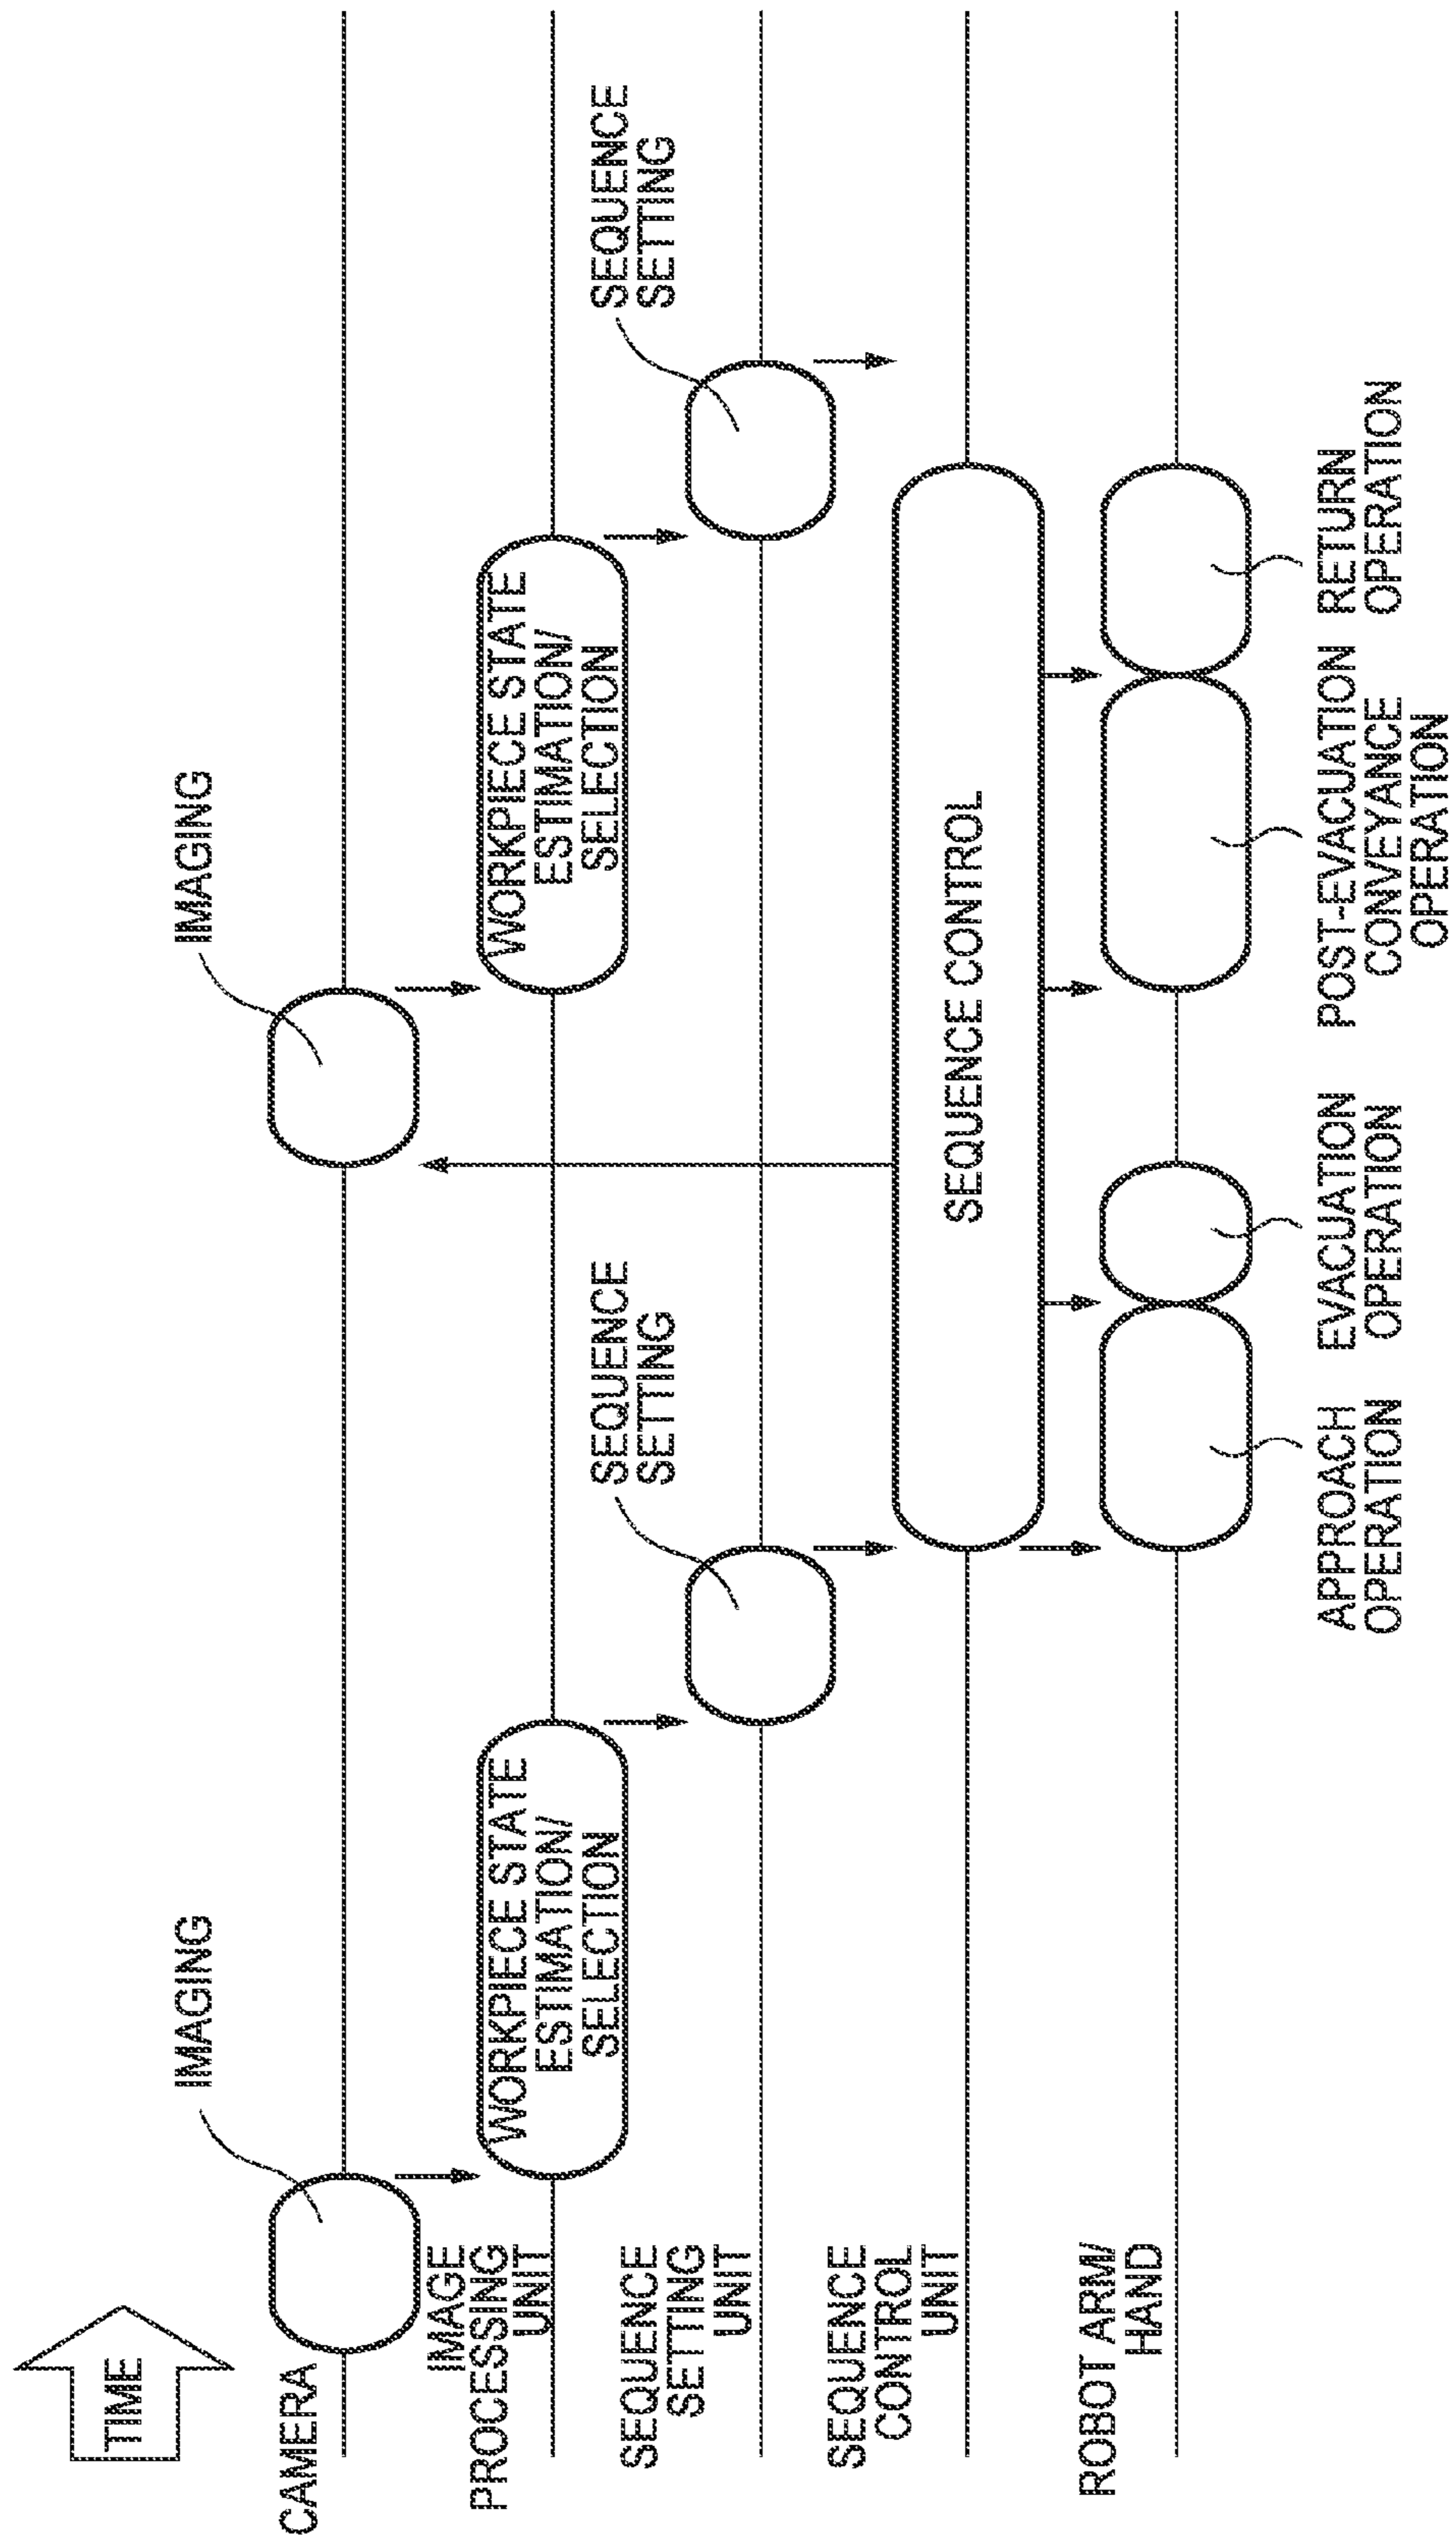 TIME
CAMERA
IMAGING
IMAGING
IMAGE
PROCESSING
UNIT
WORKPIECE STATE
ESTIMATION/
SELECTION
WORKPIECE STATE
ESTIMATION/
SELECTION
SEQUENCE
SETTING
UNIT
SEQUENCE
SETTING
SEQUENCE
SETTING
SEQUENCE
CONTROL
UNIT
SEQUENCE CONTROL
ROBOT ARM/
HAND
APPROACH
OPERATION
EVACUATION
OPERATION
POST-EVACUATION
CONVEYANCE
OPERATION
RETURN
OPERATION